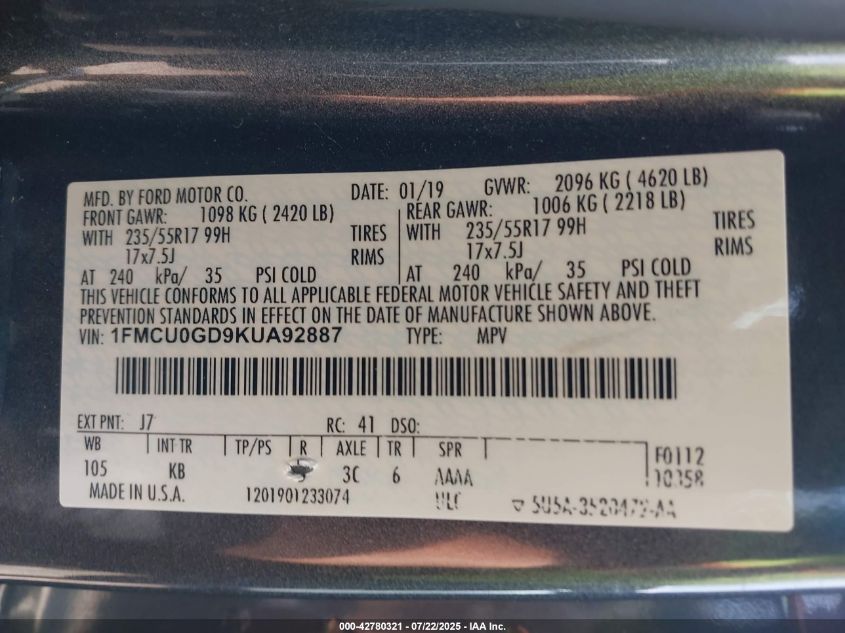 MFD. BY FORD MOTOR CO. DATE: 01/19 GVWR: 2096 KG ( 4620 LB)
FRONT GAWR: 1098 KG ( 2420 LB) REAR GAWR: 1006 KG ( 2218 LB)
WITH 235/55R17 99H TIRES WITH 235/55R17 99H TIRES
17x7.5J RIMS 17x7.5J RIMS
AT 240 kPa/ 35 PSI COLD AT 240 kPa/ 35 PSI COLD
THIS VEHICLE CONFORMS TO ALL APPLICABLE FEDERAL MOTOR VEHICLE SAFETY AND THEFT
PREVENTION STANDARDS IN EFFECT ON THE DATE OF MANUFACTURE SHOWN ABOVE.
VIN: 1FMCU0GD9KUA92887 TYPE: MPV
EXT PNT: J7 RC: 41 DSO:
WB INT TR TP/PS R AXLE TR SPR F0112
105 KB 3C 6 AAAA 10358
MADE IN U.S.A. 1201901233074
000-42780321 - 07/22/2025 - IAA Inc.